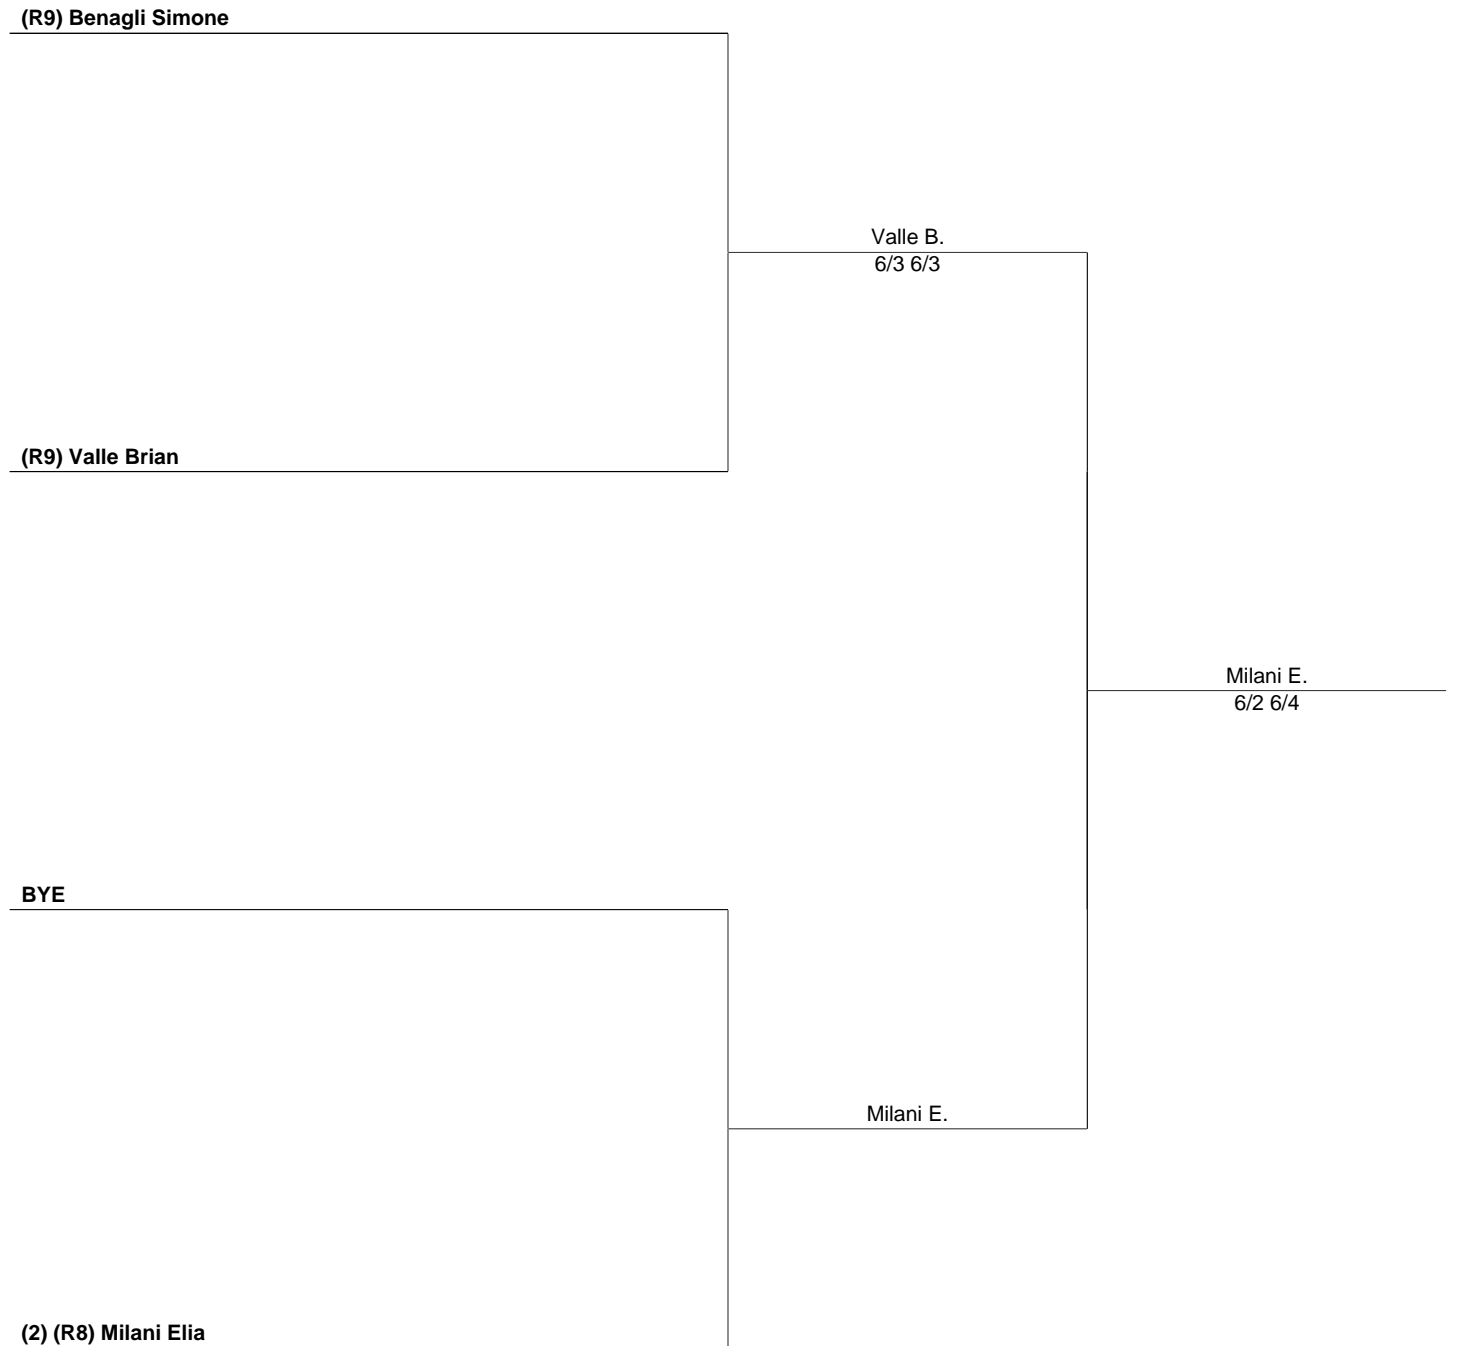 (R9) Benagli Simone
Valle B.
6/3 6/3
(R9) Valle Brian
Milani E.
6/2 6/4
BYE
Milani E.
(2) (R8) Milani Elia